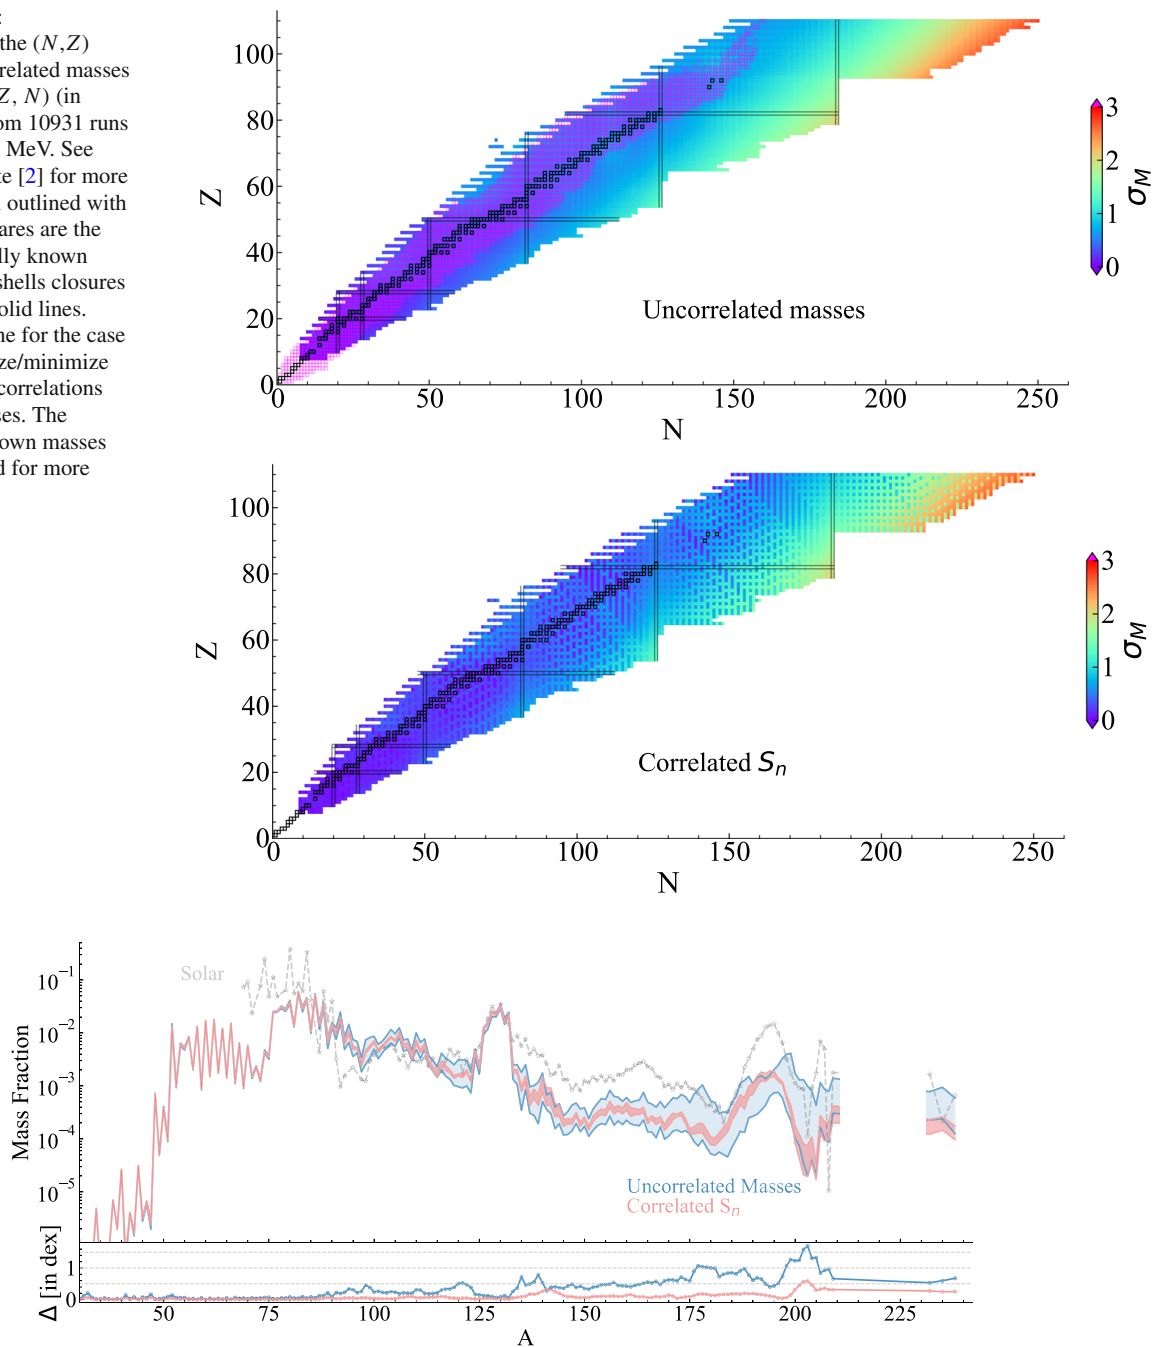 :
the (N,Z)
related masses
Z, N) (in
om 10931 runs
MeV. See
te [2] for more
outlined with
ares are the
lly known
shells closures
olid lines.
ne for the case
ze/minimize
correlations
ses. The
own masses
d for more
100
80
60
40
20
0
Z
0 50 100 150 200 250
N
Uncorrelated masses
3
2
1
0
σM
100
80
60
40
20
0
Z
0 50 100 150 200 250
N
Correlated Sn
3
2
1
0
σM
10−1
10−2
10−3
10−4
10−5
Mass Fraction
Solar
Uncorrelated Masses
Correlated Sn
1
0
Δ [in dex]
50 75 100 125 150 175 200 225
A